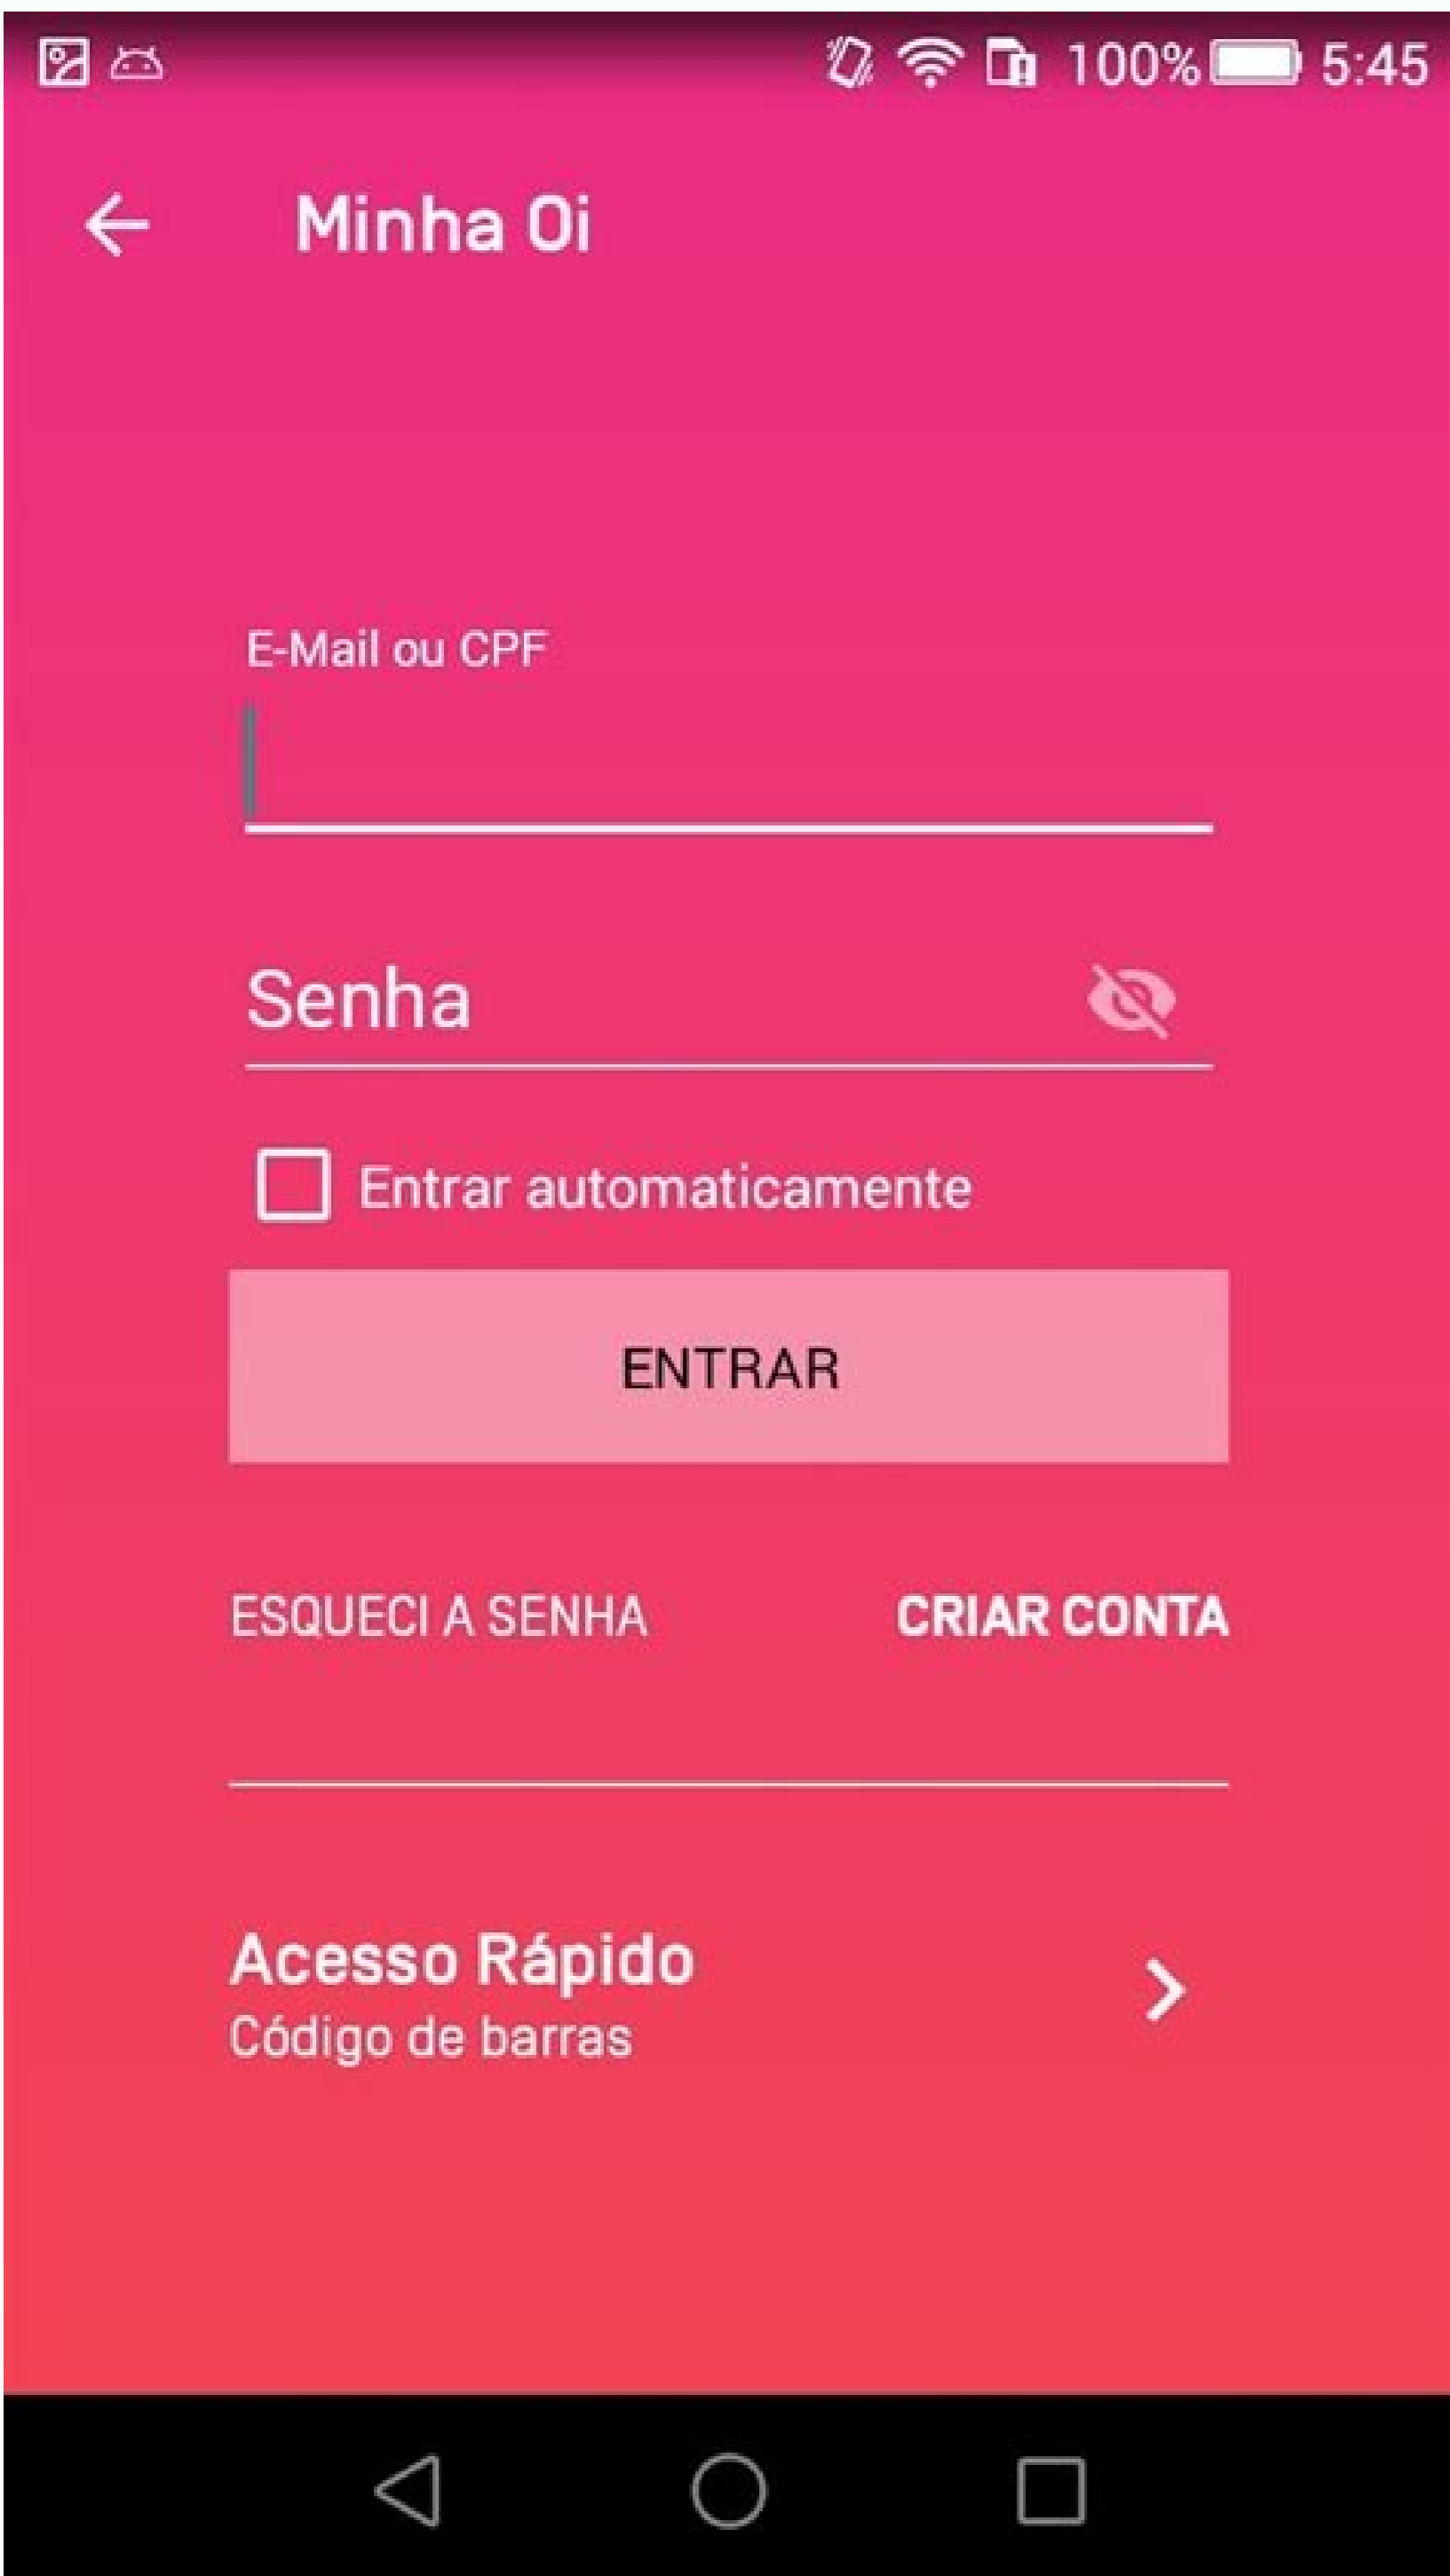 100% 5:45
Minha Oi
E-Mail ou CPF
Senha
Entrar automaticamente
ENTRAR
ESQUECI A SENHA CRIAR CONTA
Acesso Rápido
Código de barras